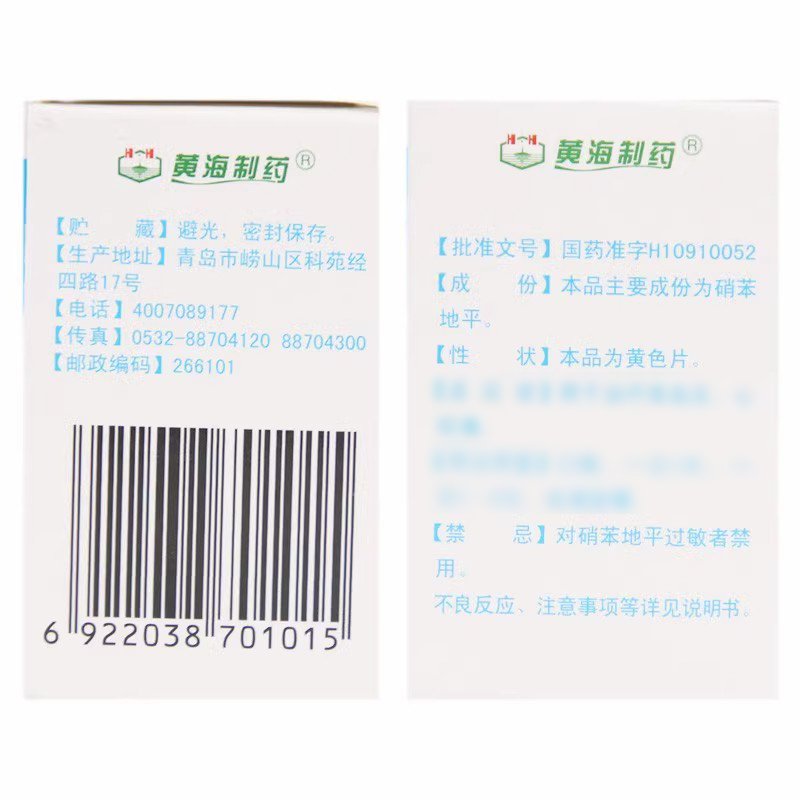 黄海制药®
【贮 藏】避光，密封保存。
【生产地址】青岛市崂山区科苑经
四路17号
【电话】4007089177
【传真】0532-88704120 88704300
【邮政编码】266101
6 922038 701015
黄海制药®
【批准文号】国药准字H10910052
【成 份】本品主要成份为硝苯
地平。
【性 状】本品为黄色片。
【禁 忌】对硝苯地平过敏者禁
用。
不良反应、注意事项等详见说明书。